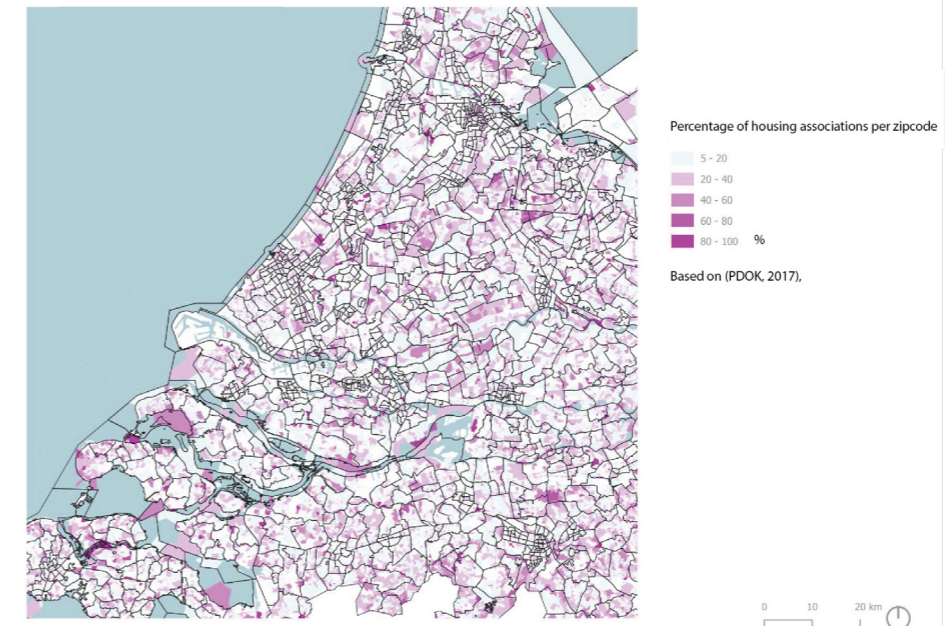 Percentage of housing associations per zipcode
5 - 20
20 - 40
40 - 60
60 - 80
80 - 100 %
Based on (PDOK, 2017),
0 10 20 km